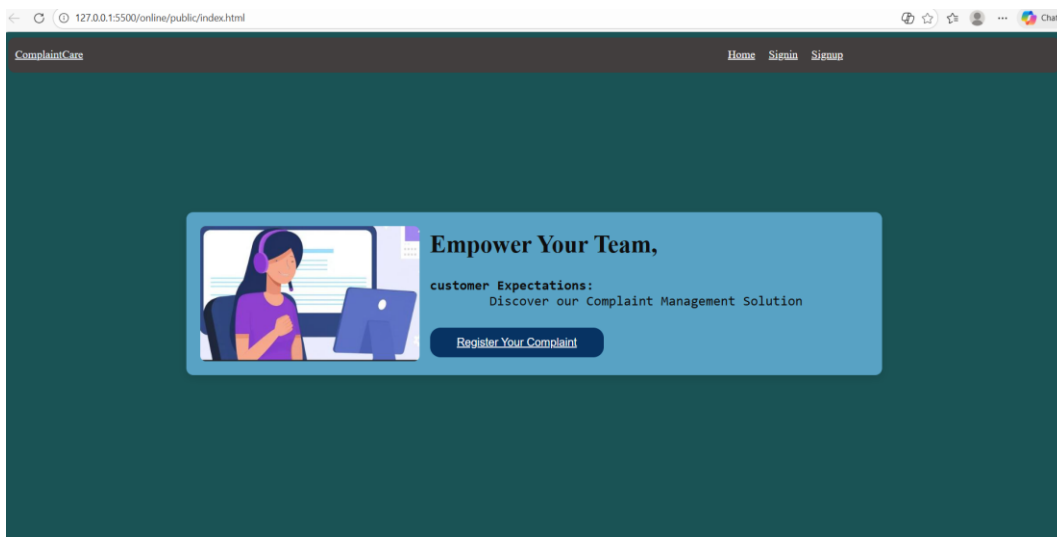 127.0.0.1:5500/online/public/index.html
Chat
ComplaintCare
Home Signin Signup
Empower Your Team,
customer Expectations:
Discover our Complaint Management Solution
Register Your Complaint